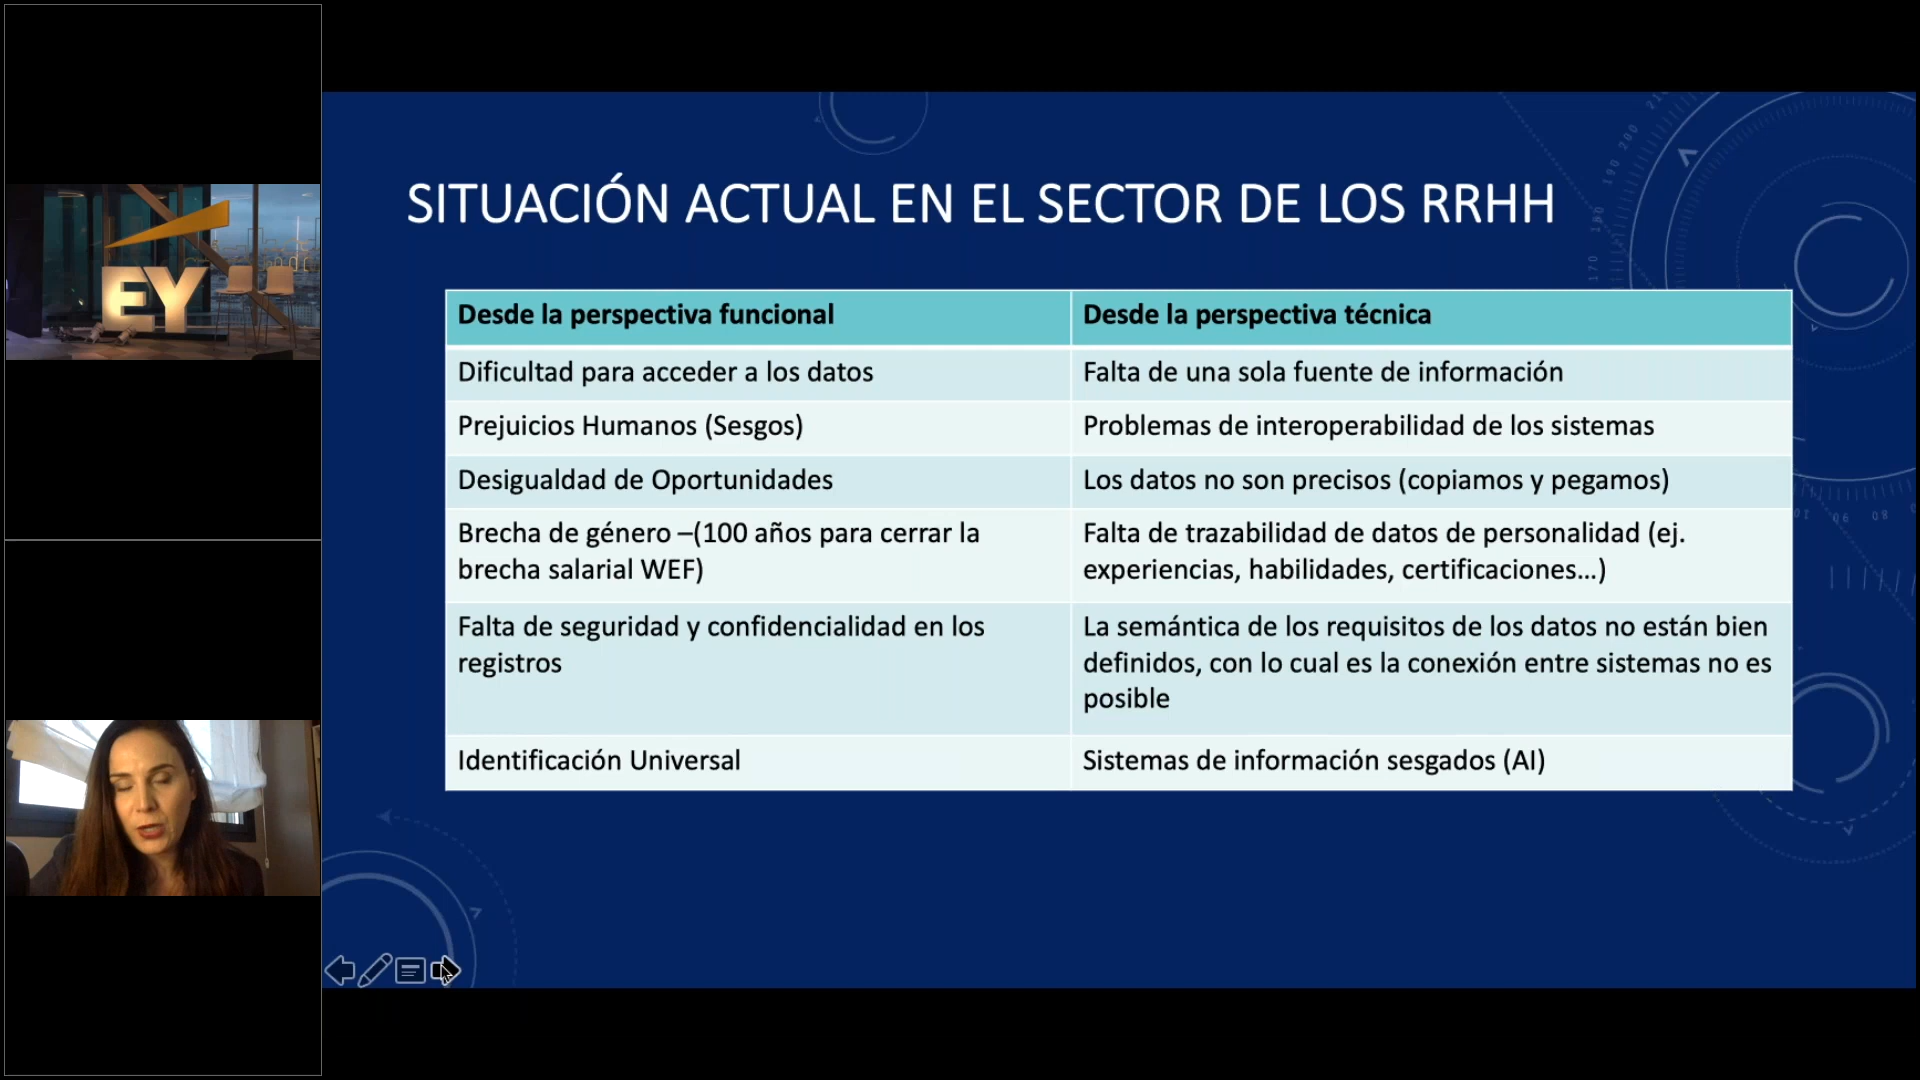 EY
SITUACIÓN ACTUAL EN EL SECTOR DE LOS RRHH
Desde la perspectiva funcional
Desde la perspectiva técnica
Dificultad para acceder a los datos
Falta de una sola fuente de información
Prejuicios Humanos (Sesgos)
Problemas de interoperabilidad de los sistemas
Desigualdad de Oportunidades
Los datos no son precisos (copiamos y pegamos)
Brecha de género –(100 años para cerrar la
brecha salarial WEF)
Falta de trazabilidad de datos de personalidad (ej.
experiencias, habilidades, certificaciones...)
Falta de seguridad y confidencialidad en los
registros
La semántica de los requisitos de los datos no están bien
definidos, con lo cual es la conexión entre sistemas no es
posible
Identificación Universal
Sistemas de información sesgados (AI)
210
200
190
180
170